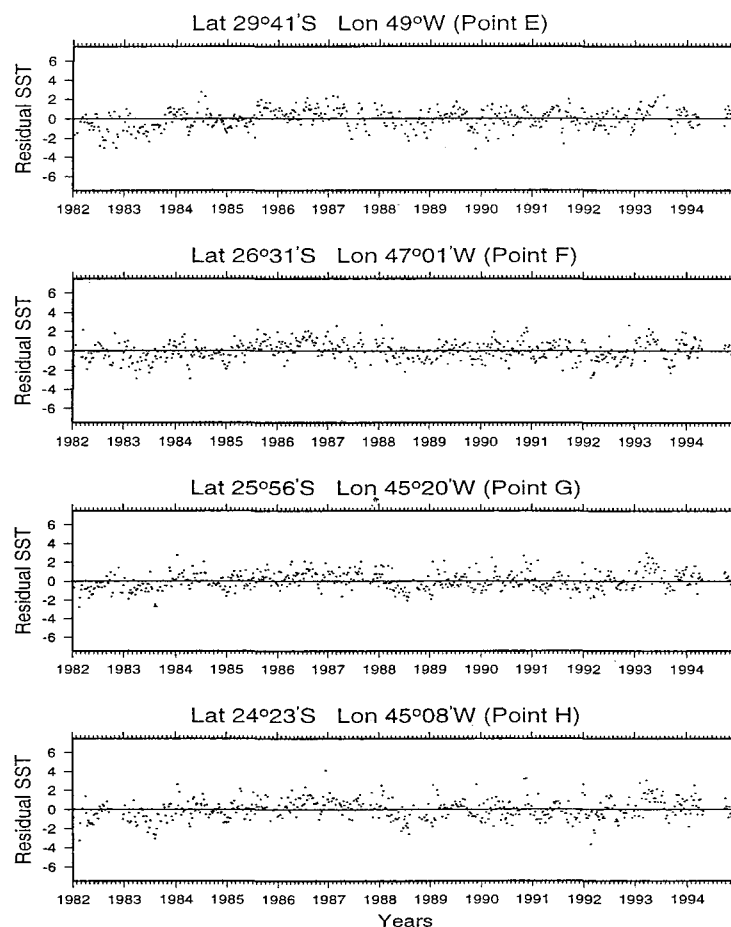 Lat 29°41'S Lon 49°W (Point E)
Residual SST
6
4
2
0
-2
-4
-6
1982 1983 1984 1985 1986 1987 1988 1989 1990 1991 1992 1993 1994
Lat 26°31'S Lon 47°01'W (Point F)
Residual SST
6
4
2
0
-2
-4
-6
1982 1983 1984 1985 1986 1987 1988 1989 1990 1991 1992 1993 1994
Lat 25°56'S Lon 45°20'W (Point G)
Residual SST
6
4
2
0
-2
-4
-6
1982 1983 1984 1985 1986 1987 1988 1989 1990 1991 1992 1993 1994
Lat 24°23'S Lon 45°08'W (Point H)
Residual SST
6
4
2
0
-2
-4
-6
1982 1983 1984 1985 1986 1987 1988 1989 1990 1991 1992 1993 1994
Years